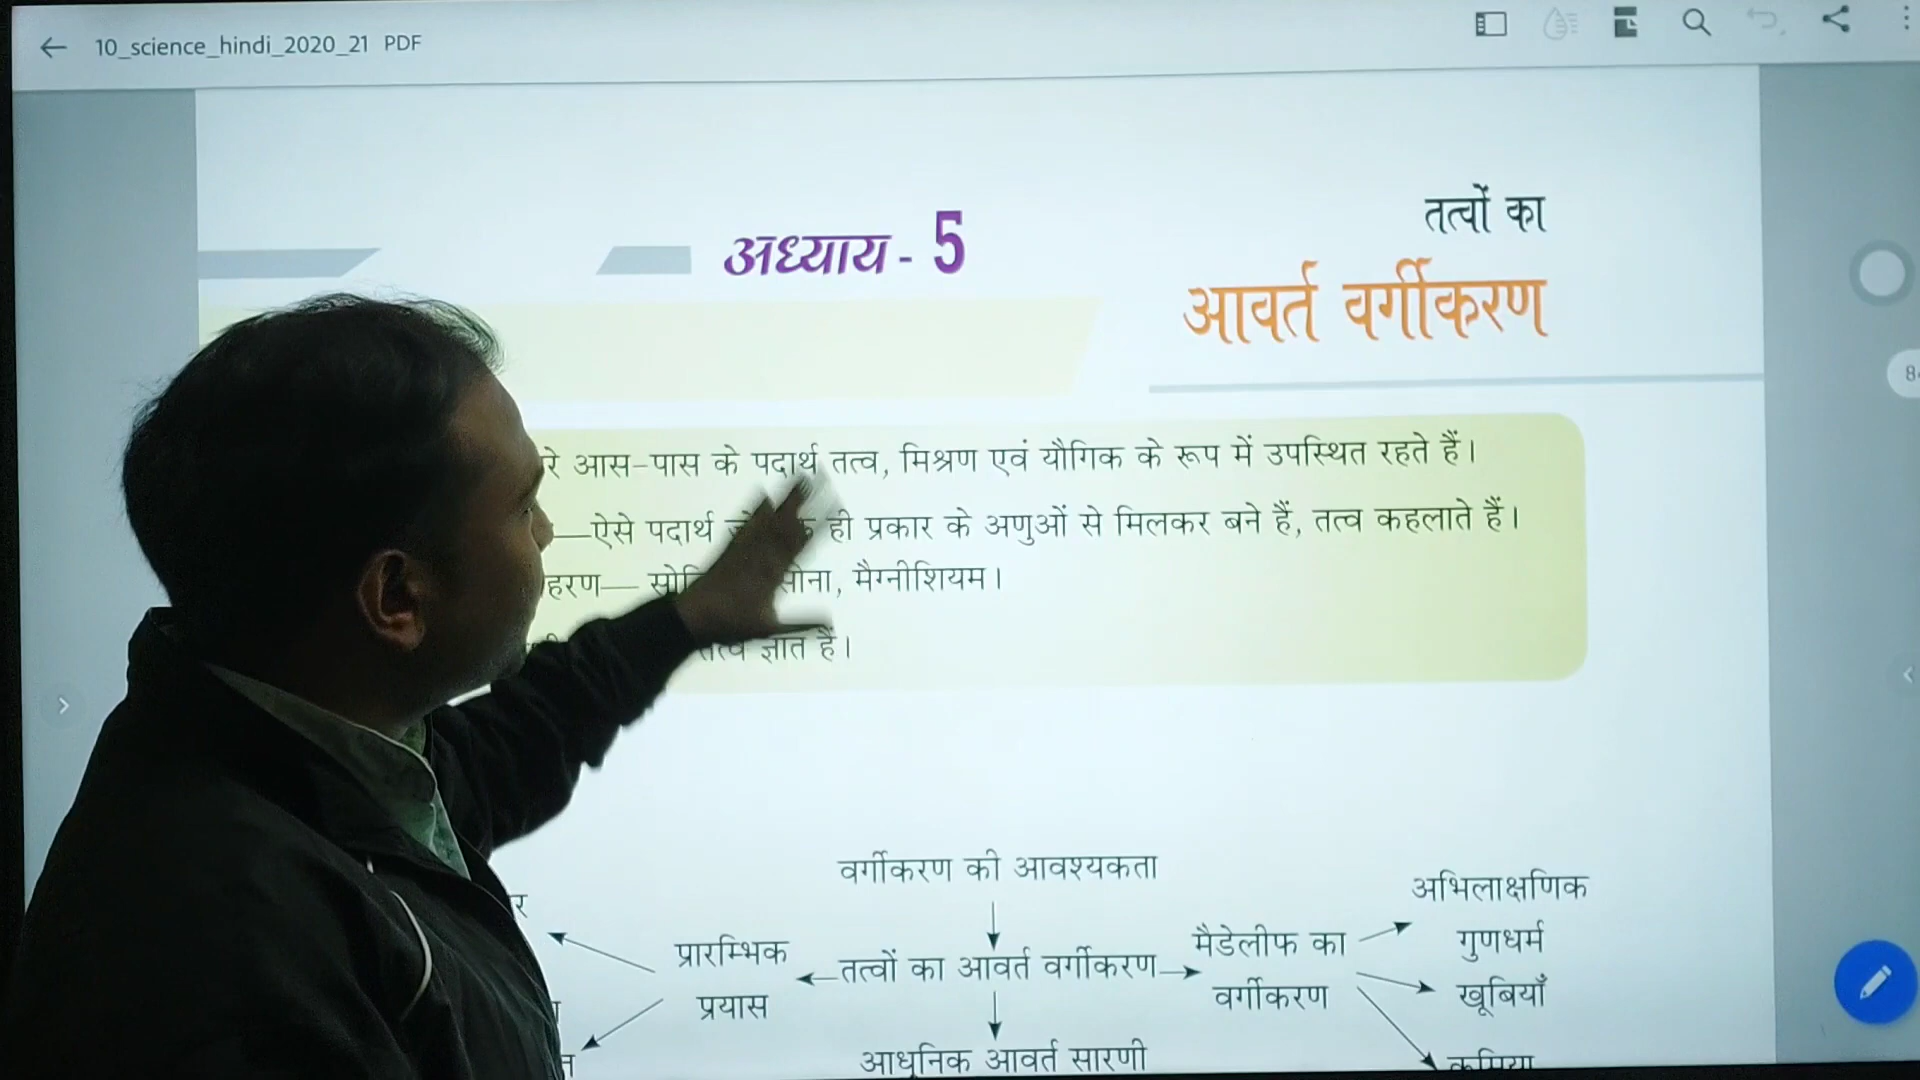 10_science_hindi_2020_21 PDF
तत्वों का
अध्याय - 5
आवर्त वर्गीकरण
आस-पास के पदार्थ तत्व, मिश्रण एवं यौगिक के रूप में उपस्थित रहते हैं।
—ऐसे पदार्थ ही प्रकार के अणुओं से मिलकर बने हैं, तत्व कहलाते हैं।
सोना, मैग्नीशियम।
तत्व ज्ञात हैं।
वर्गीकरण की आवश्यकता
अभिलाक्षणिक
गुणधर्म
प्रारम्भिक
प्रयास
तत्वों का आवर्त वर्गीकरण
मैडेलीफ का
वर्गीकरण
खूबियाँ
आधुनिक आवर्त सारणी